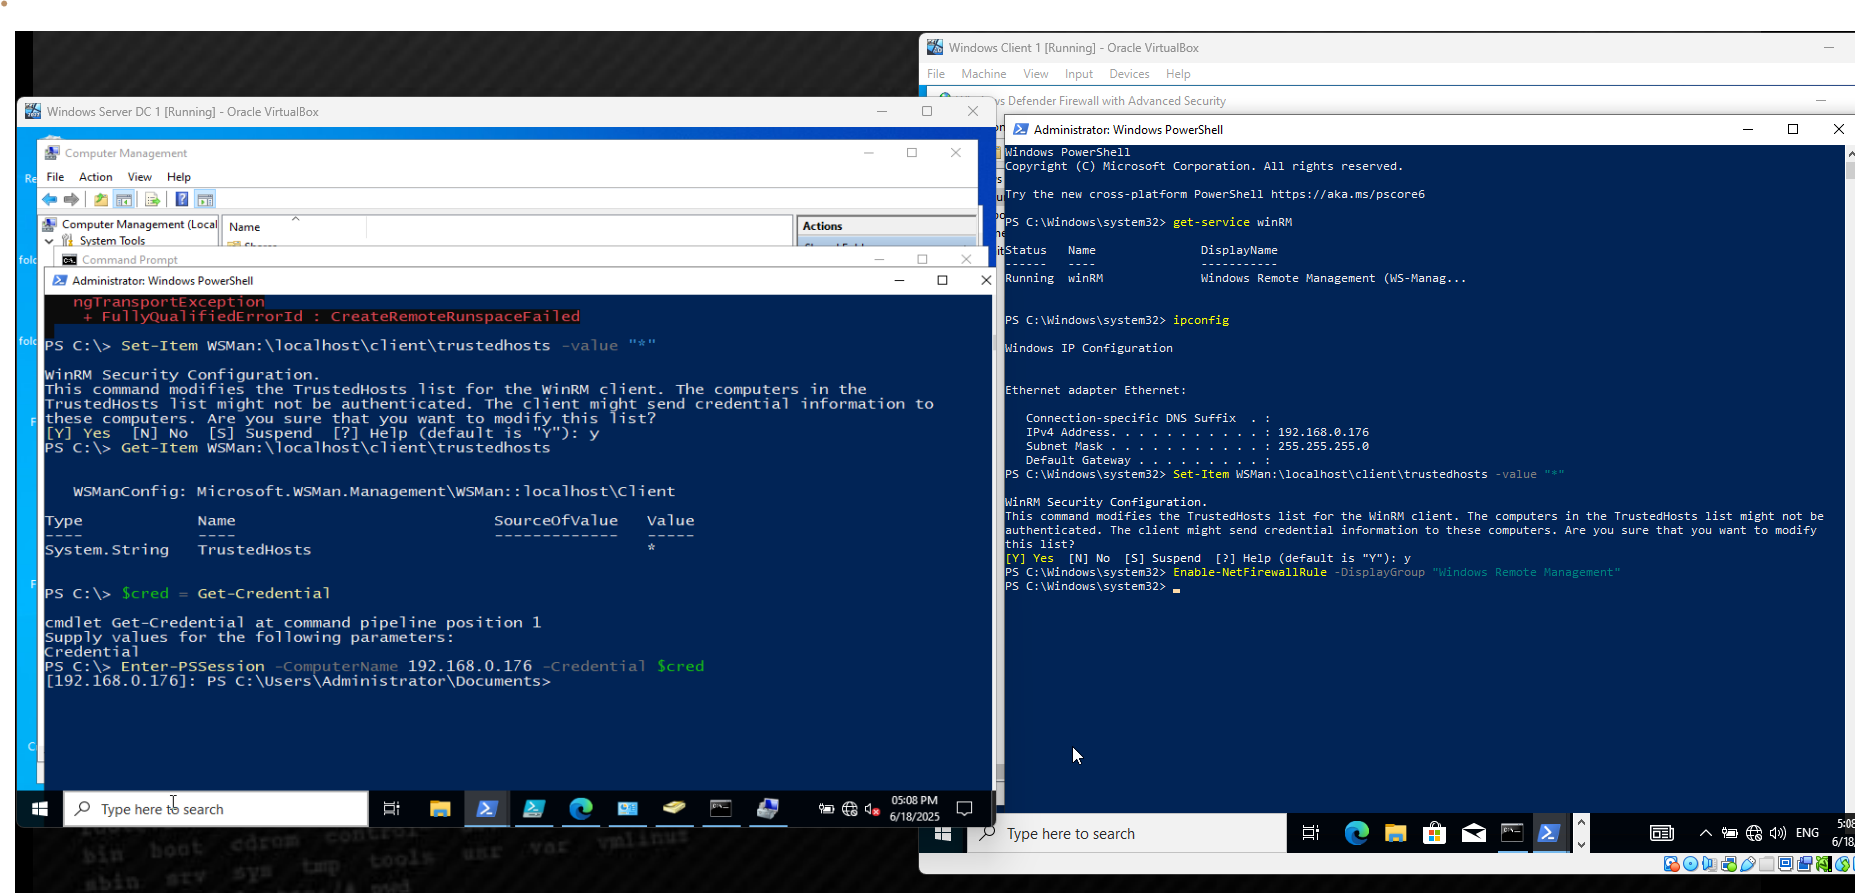 Windows Client 1 [Running] - Oracle VirtualBox
File Machine View Input Devices Help
Defender Firewall with Advanced Security
Windows Server DC 1 [Running] - Oracle VirtualBox
Computer Management
File Action View Help
Computer Management (Local
System Tools
Name
Actions
Command Prompt
Administrator: Windows PowerShell
ngTransportException
+ FullyQualifiedErrorId : CreateRemoteRunspaceFailed
PS C:\> Set-Item WSMan:\localhost\client\trustedhosts -value "*"
WinRM Security Configuration.
This command modifies the TrustedHosts list for the WinRM client. The computers in the
TrustedHosts list might not be authenticated. The client might send credential information to
these computers. Are you sure that you want to modify this list?
[Y] Yes [N] No [S] Suspend [?] Help (default is "Y"): y
PS C:\> Get-Item WSMan:\localhost\client\trustedhosts
WSManConfig: Microsoft.WSMan.Management\WSMan::localhost\Client
Type Name SourceOfValue Value
---- ---- ------------- -----
System.String TrustedHosts *
PS C:\> $cred = Get-Credential
cmdlet Get-Credential at command pipeline position 1
Supply values for the following parameters:
Credential
PS C:\> Enter-PSSession -ComputerName 192.168.0.176 -Credential $cred
[192.168.0.176]: PS C:\Users\Administrator\Documents>
Type here to search
05:08 PM
6/18/2025
bin boot cdrom control
tools usr var vmlinuz
sbin srv sys tmp
Administrator: Windows PowerShell
Windows PowerShell
Copyright (C) Microsoft Corporation. All rights reserved.
Try the new cross-platform PowerShell https://aka.ms/pscore6
PS C:\Windows\system32> get-service winRM
Status Name DisplayName
------ ---- -----------
Running winRM Windows Remote Management (WS-Manag...
PS C:\Windows\system32> ipconfig
Windows IP Configuration
Ethernet adapter Ethernet:
Connection-specific DNS Suffix . :
IPv4 Address. . . . . . . . . . . : 192.168.0.176
Subnet Mask . . . . . . . . . . . : 255.255.255.0
Default Gateway . . . . . . . . . :
PS C:\Windows\system32> Set-Item WSMan:\localhost\client\trustedhosts -value "*"
WinRM Security Configuration.
This command modifies the TrustedHosts list for the WinRM client. The computers in the TrustedHosts list might not be
authenticated. The client might send credential information to these computers. Are you sure that you want to modify
this list?
[Y] Yes [N] No [S] Suspend [?] Help (default is "Y"): y
PS C:\Windows\system32> Enable-NetFirewallRule -DisplayGroup "Windows Remote Management"
PS C:\Windows\system32>
Type here to search
ENG
5:08
6/18